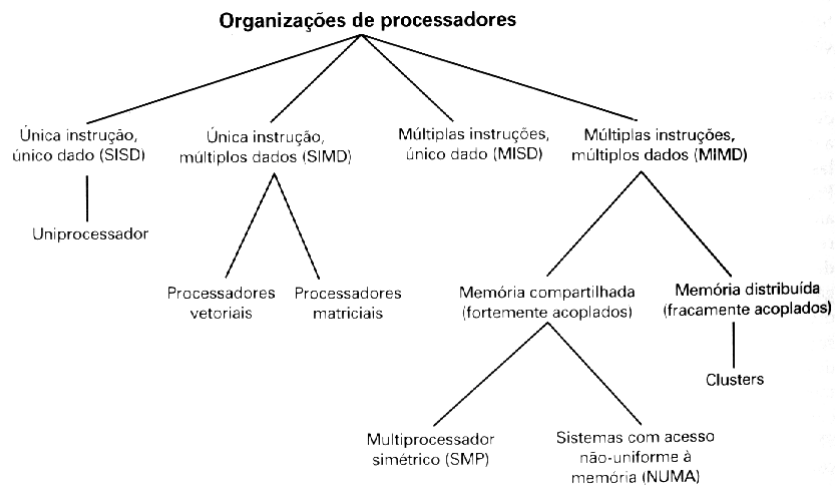 Organizações de processadores
Única instrução,
único dado (SISD)
Única instrução,
múltiplos dados (SIMD)
Múltiplas instruções,
único dado (MISD)
Múltiplas instruções,
múltiplos dados (MIMD)
Uniprocessador
Processadores
vetoriais
Processadores
matriciais
Memória compartilhada
(fortemente acoplados)
Memória distribuída
(fracamente acoplados)
Clusters
Multiprocessador
simétrico (SMP)
Sistemas com acesso
não-uniforme à
memória (NUMA)